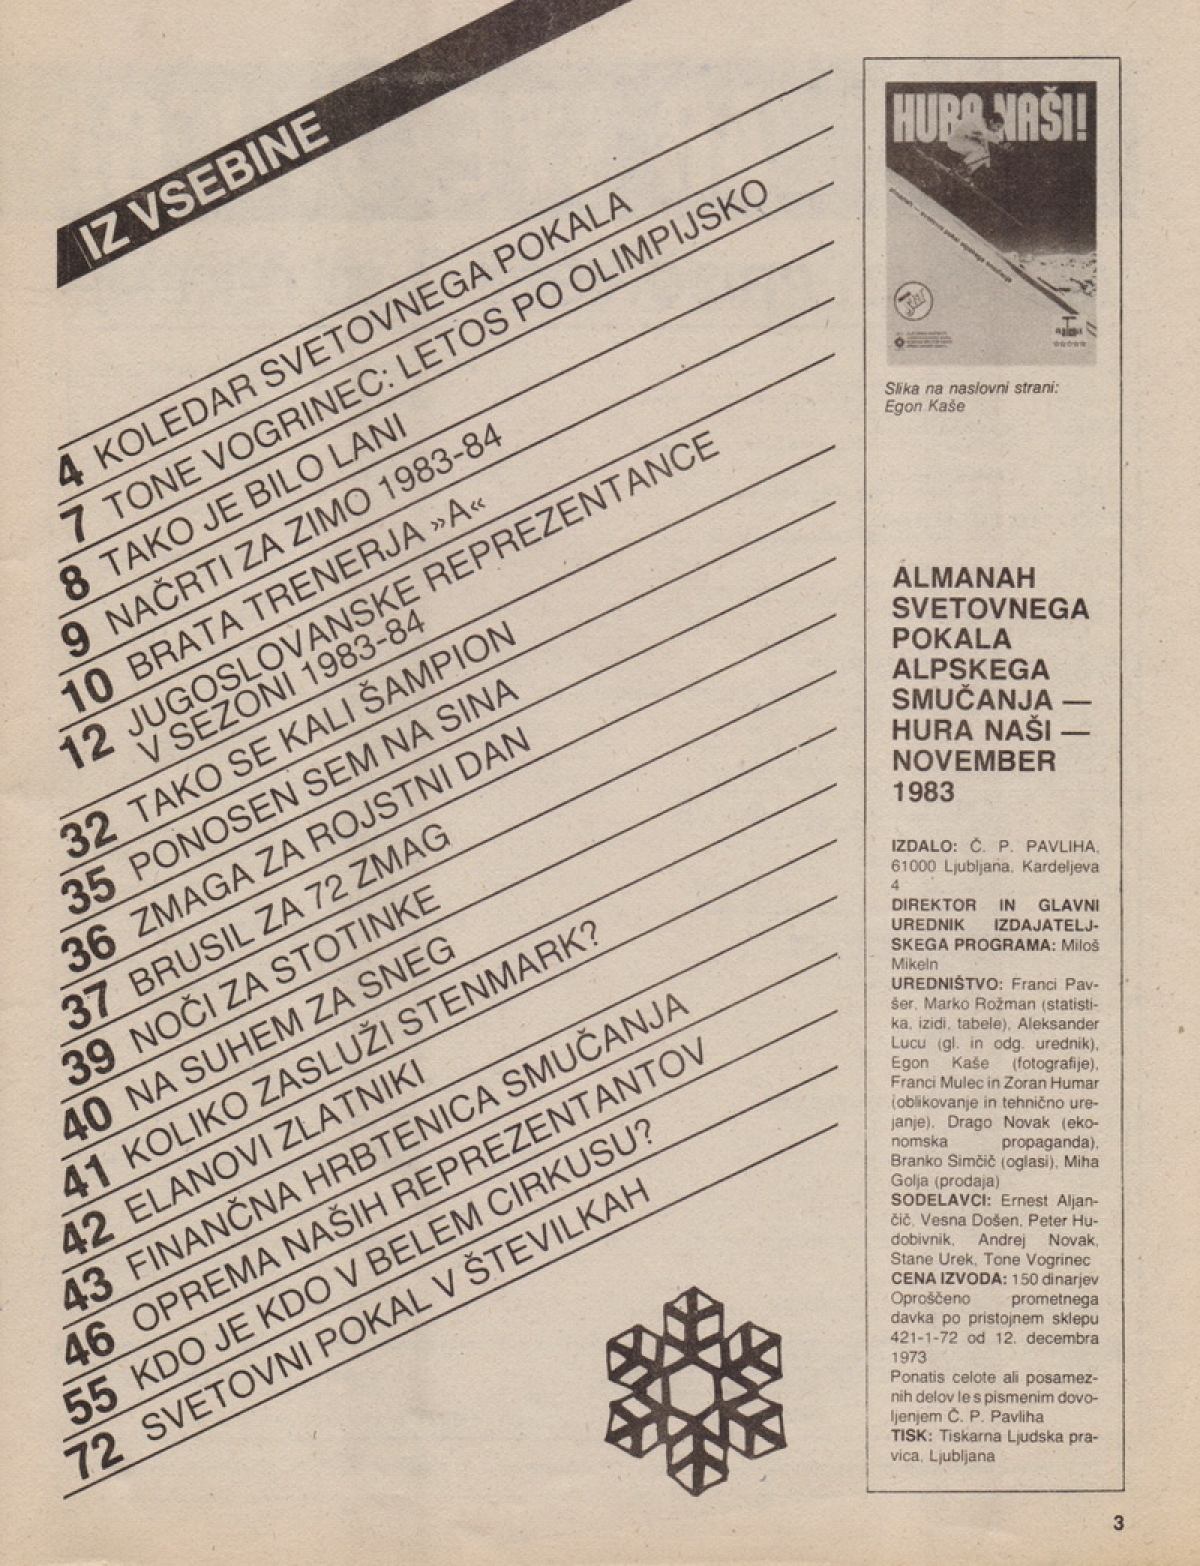 IZ VSEBINE
4 KOLEDAR SVETOVNEGA POKALA
7 TONE VOGRINEC: LETOS PO OLIMPIJSKO
8 TAKO JE BILO LANI
9 NAČRTI ZA ZIMO 1983-84
10 BRATA TRENERJA »A«
12 JUGOSLOVANSKE REPREZENTANCE
V SEZONI 1983-84
32 TAKO SE KALI ŠAMPION
35 PONOSEN SEM NA SINA
36 ZMAGA ZA ROJSTNI DAN
37 BRUSIL ZA 72 ZMAG
39 NOČI ZA STOTINKE
40 NA SUHEM ZA SNEG
41 KOLIKO ZASLUŽI STENMARK?
42 ELANOVI ZLATNIKI
43 FINANČNA HRBTENICA SMUČANJA
46 OPREMA NAŠIH REPREZENTANTOV
55 KDO JE KDO V BELEM CIRKUSU?
72 SVETOVNI POKAL V ŠTEVILKAH
HURA NAŠI!
Slika na naslovni strani:
Egon Kaše
ALMANAH
SVETOVNEGA
POKALA
ALPSKEGA
SMUČANJA —
HURA NAŠI —
NOVEMBER
1983
IZDALO: Č. P. PAVLIHA,
61000 Ljubljana, Kardeljeva
4
DIREKTOR IN GLAVNI
UREDNIK IZDAJATELJ-
SKEGA PROGRAMA: Miloš
Mikeln
UREDNIŠTVO: Franci Pav-
šer, Marko Rožman (statisti-
ka, izidi, tabele), Aleksander
Lucu (gl. in odg. urednik),
Egon Kaše (fotografije),
Franci Mulec in Zoran Humar
(oblikovanje in tehnično ure-
janje), Drago Novak (eko-
nomska propaganda),
Branko Simčič (oglasi), Miha
Golja (prodaja)
SODELAVCI: Ernest Aljan-
čič, Vesna Došen, Peter Hu-
dobivnik, Andrej Novak,
Stane Urek, Tone Vogrinec
CENA IZVODA: 150 dinarjev
Oproščeno prometnega
davka po pristojnem sklepu
421-1-72 od 12. decembra
1973
Ponatis celote ali posamez-
nih delov le s pismenim dovo-
ljenjem Č. P. Pavliha
TISK: Tiskarna Ljudska pra-
vica, Ljubljana
3